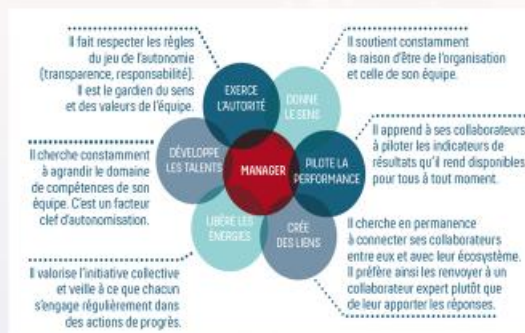 Il fait respecter les règles
du jeu de l'autonomie
(transparence, responsabilité).
Il est le gardien du sens
et des valeurs de l'équipe.
EXERCE
L'AUTORITÉ
DONNE
LE SENS
Il soutient constamment
la raison d'être de l'organisation
et celle de son équipe.
Il cherche constamment
à agrandir le domaine
de compétences de son
équipe. C'est un facteur
clef d'autonomisation.
DÉVELOPPE
LES TALENTS
MANAGER
PILOTE LA
PERFORMANCE
Il apprend à ses collaborateurs
à piloter les indicateurs de
résultats qu'il rend disponibles
pour tous à tout moment.
Il valorise l'initiative collective
et veille à ce que chacun
s'engage régulièrement dans
des actions de progrès.
LIBÈRE LES
ÉNERGIES
CRÉE
DES LIENS
Il cherche en permanence
à connecter ses collaborateurs
entre eux et avec leur écosystème.
Il préfère ainsi les renvoyer à un
collaborateur expert plutôt que
de leur apporter les réponses.